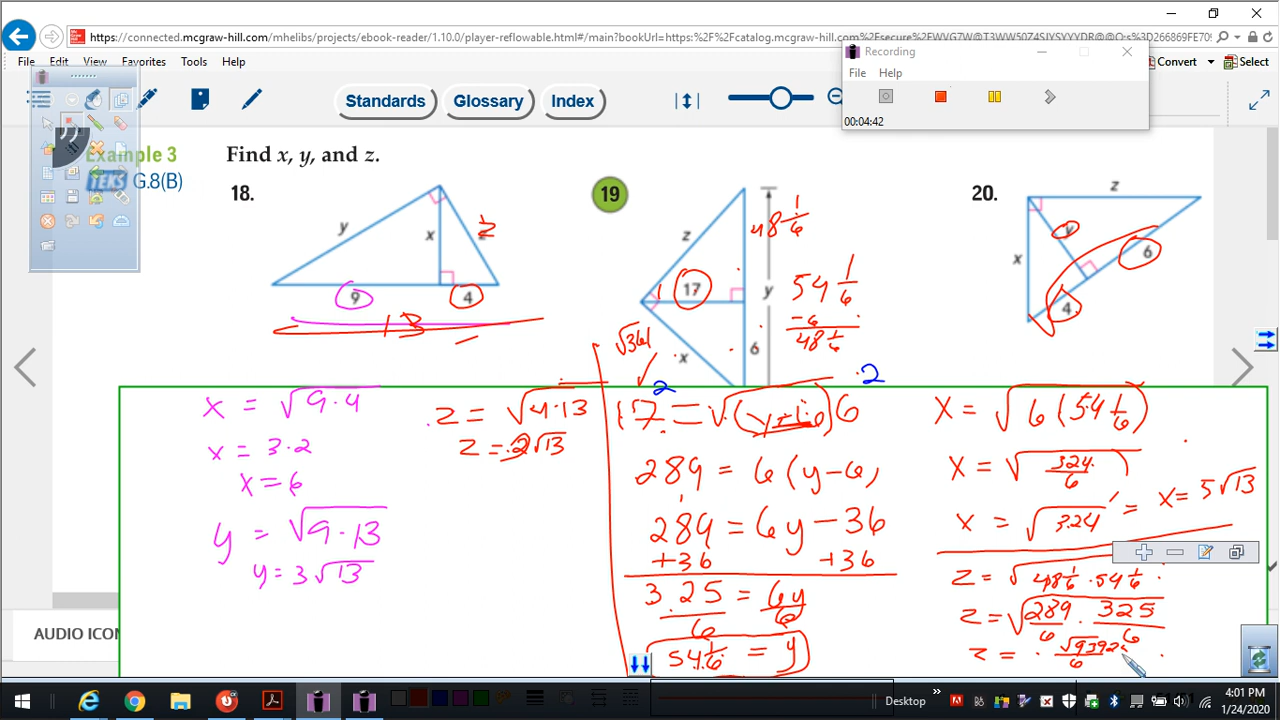 https://connected.mcgraw-hill.com/mhelibs/projects/ebook-reader/1.10.0/player-reflowable.html#/main?bookUrl=https:%2F%2Fcatalog.mcgraw-hill.com%2Fsecure%2F
File Edit View Favorites Tools Help
Convert Select
Recording
File Help
00:04:42
Standards Glossary Index
Example 3
TEKS G.8(B)
Find x, y, and z.
18.
y
x
z
9
4
13
19
z
17
y
x
6
48 1/6
54 1/6
-6
48 1/6
√361
20.
z
x
y
6
4
x = √9·4
x = 3·2
x = 6
y = √9·13
y = 3√13
z = √4·13
z = 2√13
289 = 6(y-6)
289 = 6y - 36
+36 +36
325 = 6y
6 6
54 1/6 = y
x = √6(54 1/6)
x = √324/6
x = √324 = x = 5√13
z = √48 1/6 · 54 1/6
z = √289/6 · 325/6
AUDIO ICON
Desktop
4:01 PM
1/24/2020